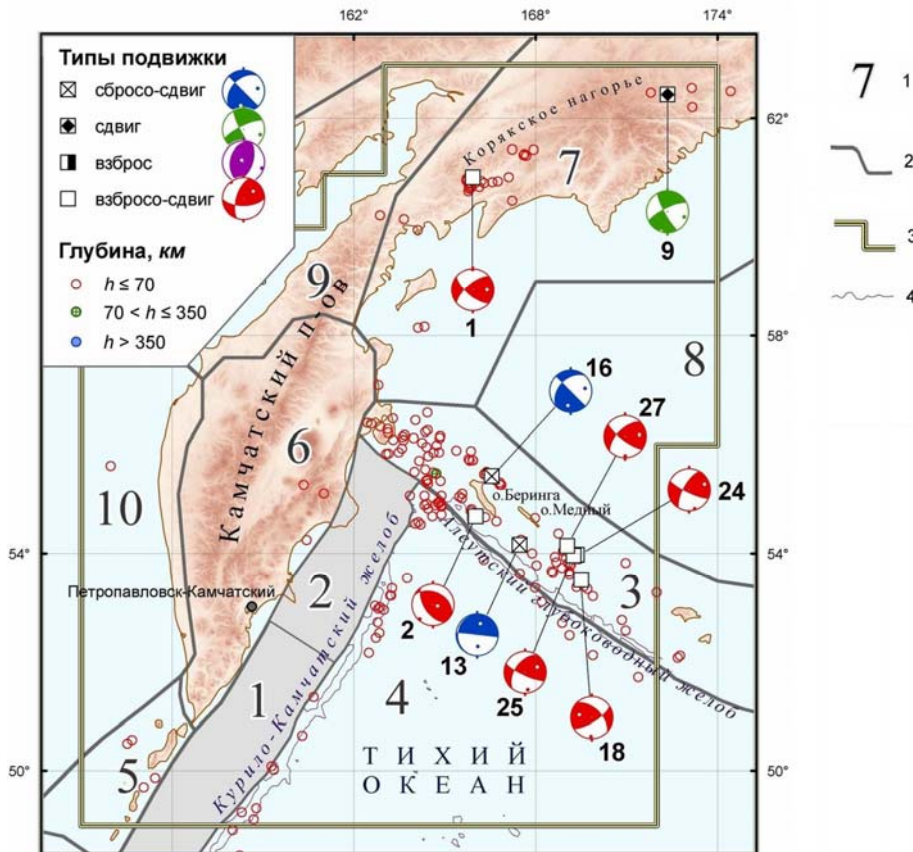 162° 168° 174°
Типы подвижки
сбросо-сдвиг
сдвиг
взброс
взбросо-сдвиг
Глубина, км
h ≤ 70
70 < h ≤ 350
h > 350
7 1
2
3
4
62°
58°
54°
50°
54°
50°
Корякское нагорье
7
9
1
9
Камчатский п-ов
8
16
27
6
24
10
о.Беринга
о.Медный
Петропавловск-Камчатский
2
3
Алеутский глубоководный желоб
2
13
25
18
1
4
Курило-Камчатский желоб
5
ТИХИЙ
ОКЕАН